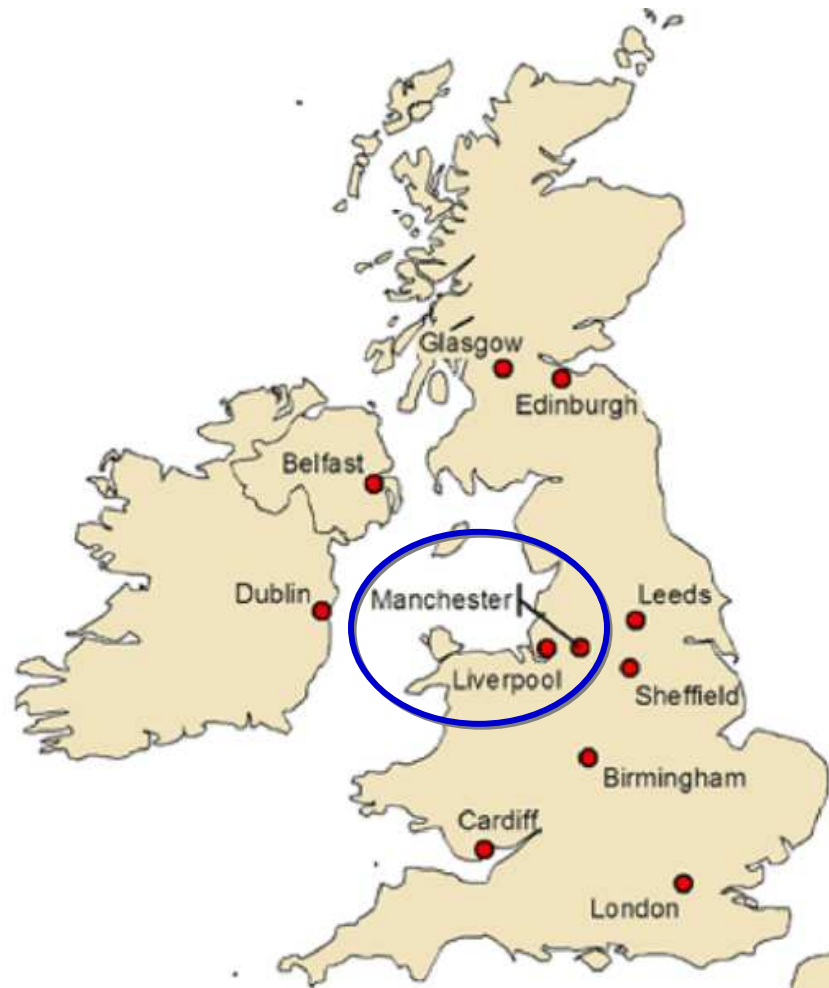 Glasgow
Edinburgh
Belfast
Dublin
Manchester
Leeds
Liverpool
Sheffield
Birmingham
Cardiff
London